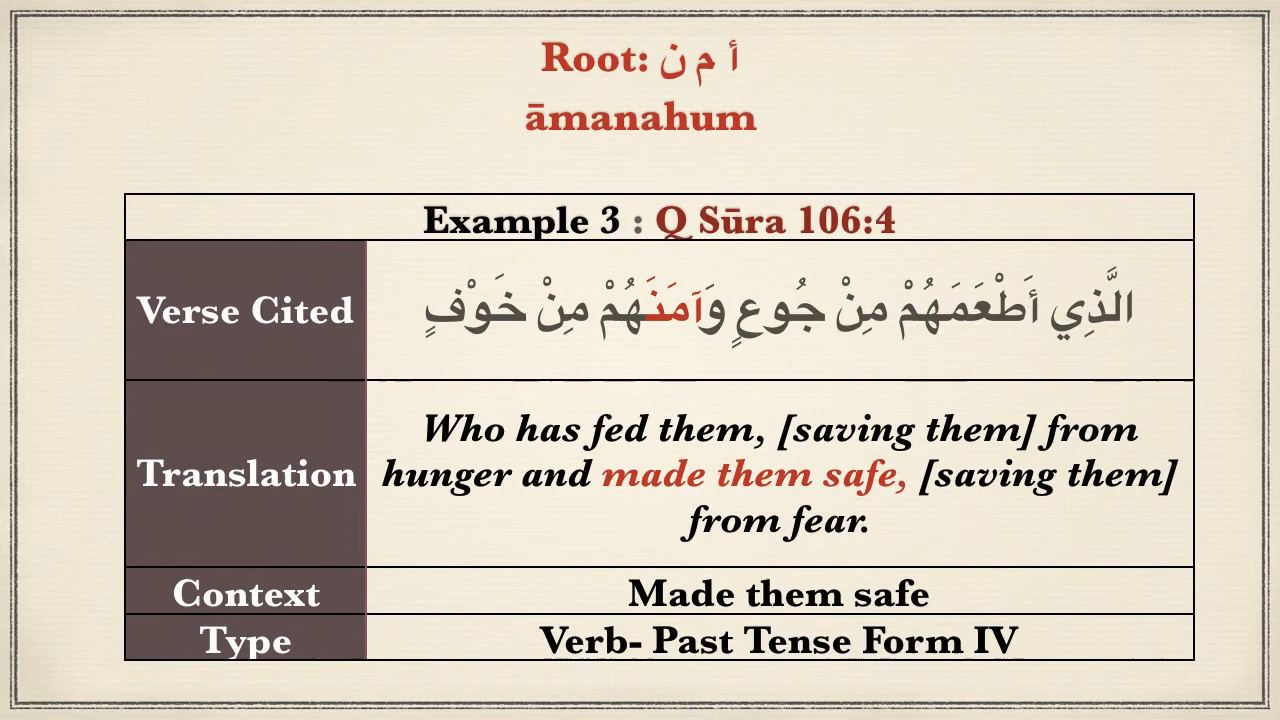 Root: أ م ن
āmanahum
Example 3 : Q Sūra 106:4
Verse Cited
الَّذِي أَطْعَمَهُمْ مِنْ جُوعٍ وَآمَنَهُمْ مِنْ خَوْفٍ
Translation
Who has fed them, [saving them] from
hunger and made them safe, [saving them]
from fear.
Context
Made them safe
Type
Verb- Past Tense Form IV